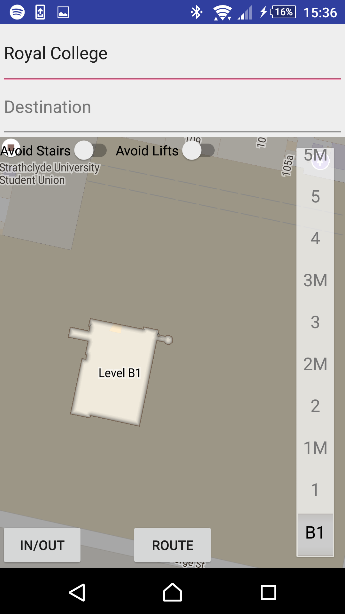 16% 15:36
Royal College
Destination
Avoid Stairs Avoid Lifts
Strathclyde University
Student Union
105a
Level B1
5M
5
4
3M
3
2M
2
1M
1
B1
IN/OUT ROUTE